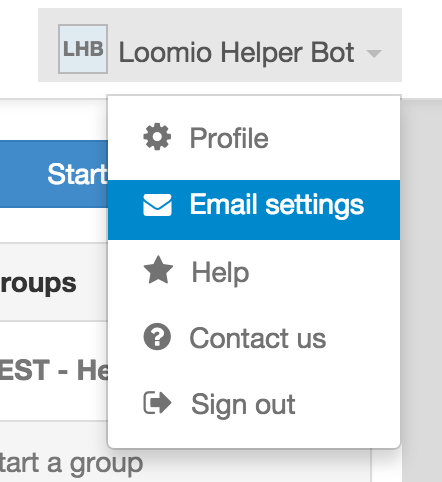 LHB Loomio Helper Bot
Profile
Start
Email settings
roups
Help
Contact us
EST - He
Sign out
tart a group